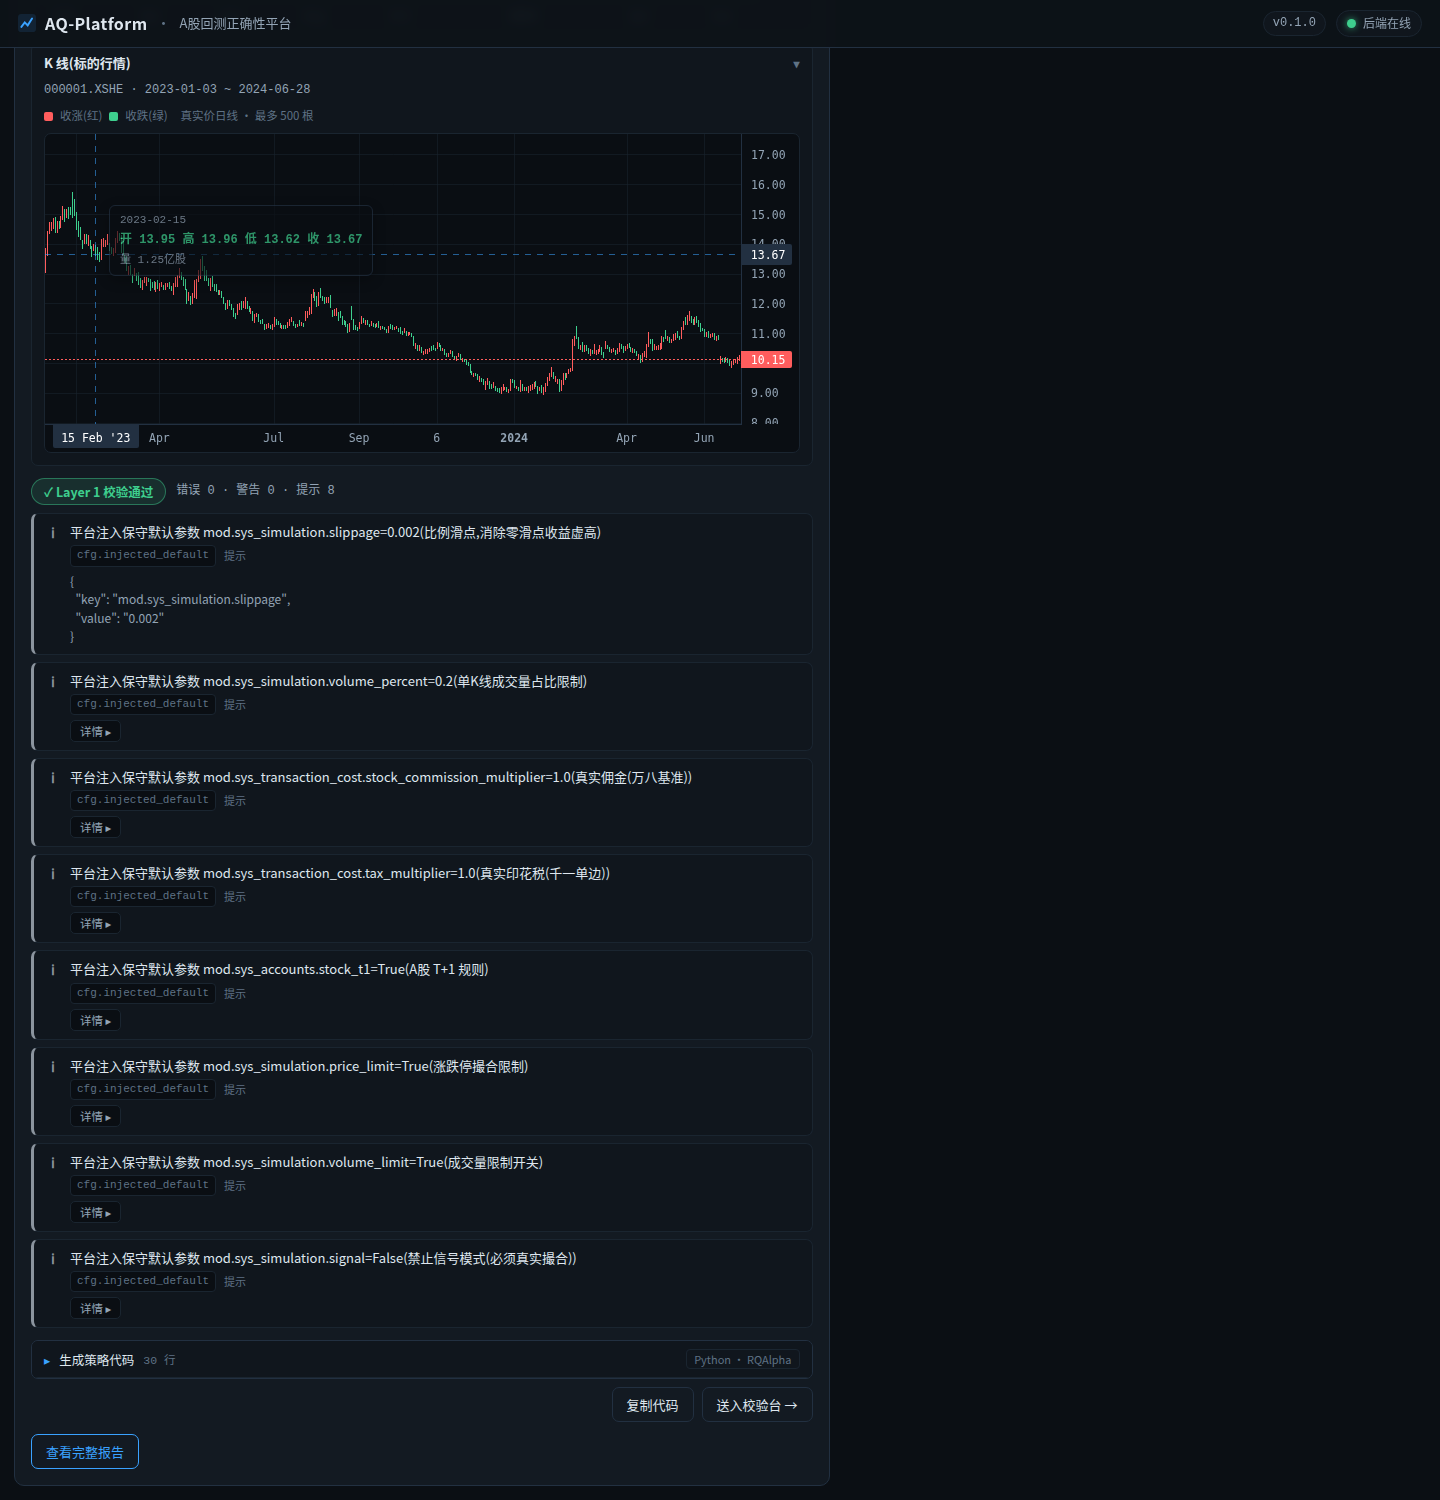 AQ-Platform · A股回测正确性平台
v0.1.0
后端在线
K 线(标的行情)
▼
000001.XSHE · 2023-01-03 ~ 2024-06-28
收涨(红) 收跌(绿) 真实价日线 · 最多 500 根
17.00
16.00
15.00
14.00
13.67
13.00
12.00
11.00
10.15
9.00
8.00
2023-02-15
开 13.95 高 13.96 低 13.62 收 13.67
量 1.25亿股
15 Feb '23 Apr Jul Sep 6 2024 Apr Jun
✓ Layer 1 校验通过 错误 0 · 警告 0 · 提示 8
i 平台注入保守默认参数 mod.sys_simulation.slippage=0.002(比例滑点,消除零滑点收益虚高)
cfg.injected_default 提示
{
"key": "mod.sys_simulation.slippage",
"value": "0.002"
}
i 平台注入保守默认参数 mod.sys_simulation.volume_percent=0.2(单K线成交量占比限制)
cfg.injected_default 提示
详情 ▸
i 平台注入保守默认参数 mod.sys_transaction_cost.stock_commission_multiplier=1.0(真实佣金(万八基准))
cfg.injected_default 提示
详情 ▸
i 平台注入保守默认参数 mod.sys_transaction_cost.tax_multiplier=1.0(真实印花税(千一单边))
cfg.injected_default 提示
详情 ▸
i 平台注入保守默认参数 mod.sys_accounts.stock_t1=True(A股 T+1 规则)
cfg.injected_default 提示
详情 ▸
i 平台注入保守默认参数 mod.sys_simulation.price_limit=True(涨跌停撮合限制)
cfg.injected_default 提示
详情 ▸
i 平台注入保守默认参数 mod.sys_simulation.volume_limit=True(成交量限制开关)
cfg.injected_default 提示
详情 ▸
i 平台注入保守默认参数 mod.sys_simulation.signal=False(禁止信号模式(必须真实撮合))
cfg.injected_default 提示
详情 ▸
▸ 生成策略代码 30 行
Python · RQAlpha
复制代码
送入校验台 →
查看完整报告